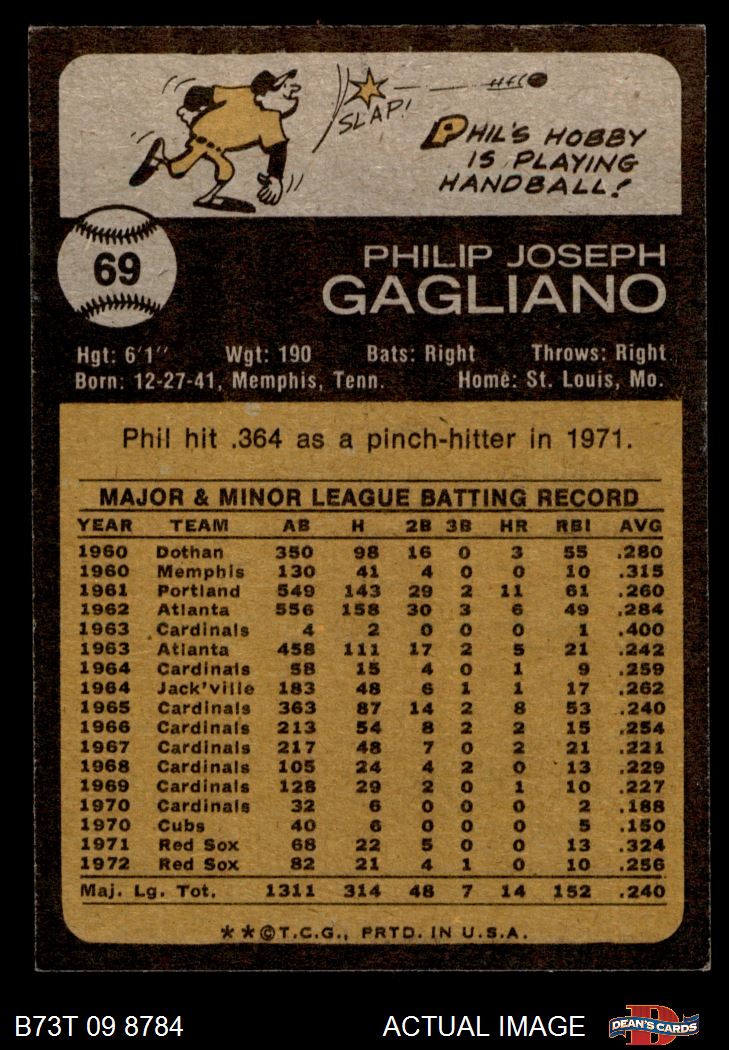 SLAP!
PHIL'S HOBBY
IS PLAYING
HANDBALL!
69
PHILIP JOSEPH
GAGLIANO
Hgt: 6'1" Wgt: 190 Bats: Right Throws: Right
Born: 12-27-41, Memphis, Tenn. Home: St. Louis, Mo.
Phil hit .364 as a pinch-hitter in 1971.
MAJOR & MINOR LEAGUE BATTING RECORD
YEAR TEAM AB H 2B 3B HR RBI AVG
1960 Dothan 350 98 16 0 3 55 .280
1960 Memphis 130 41 4 0 0 10 .315
1961 Portland 549 143 29 2 11 61 .260
1962 Atlanta 556 158 30 3 6 49 .284
1963 Cardinals 4 2 0 0 0 1 .400
1963 Atlanta 458 111 17 2 5 21 .242
1964 Cardinals 58 15 4 0 1 9 .259
1964 Jack'ville 183 48 6 1 1 17 .262
1965 Cardinals 363 87 14 2 8 53 .240
1966 Cardinals 213 54 8 2 2 15 .254
1967 Cardinals 217 48 7 0 2 21 .221
1968 Cardinals 105 24 4 2 0 13 .229
1969 Cardinals 128 29 2 0 1 10 .227
1970 Cardinals 32 6 0 0 0 2 .188
1970 Cubs 40 6 0 0 0 5 .150
1971 Red Sox 68 22 5 0 0 13 .324
1972 Red Sox 82 21 4 1 0 10 .256
Maj. Lg. Tot. 1311 314 48 7 14 152 .240
**©T.C.G., PRTD. IN U.S.A.
B73T 09 8784 ACTUAL IMAGE DEAN'S CARDS